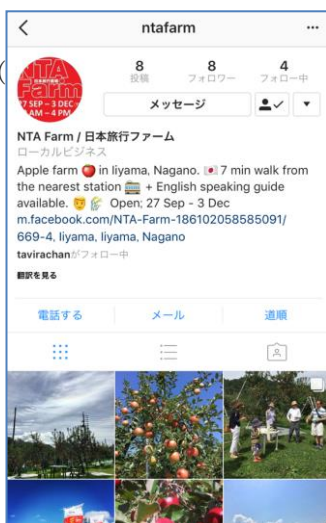 ntafarm
NTA
Farm
27 SEP – 3 DEC
AM – 4 PM
8 8 4
投稿 フォロワー フォロー中
メッセージ
NTA Farm / 日本旅行ファーム
ローカルビジネス
Apple farm 🍎 in Iiyama, Nagano. 🇯🇵 7 min walk from
the nearest station 🚉 + English speaking guide
available. Open; 27 Sep - 3 Dec
m.facebook.com/NTA-Farm-186102058585091/
669-4, Iiyama, Iiyama, Nagano
tavirachanがフォロー中
翻訳を見る
電話する メール 道順